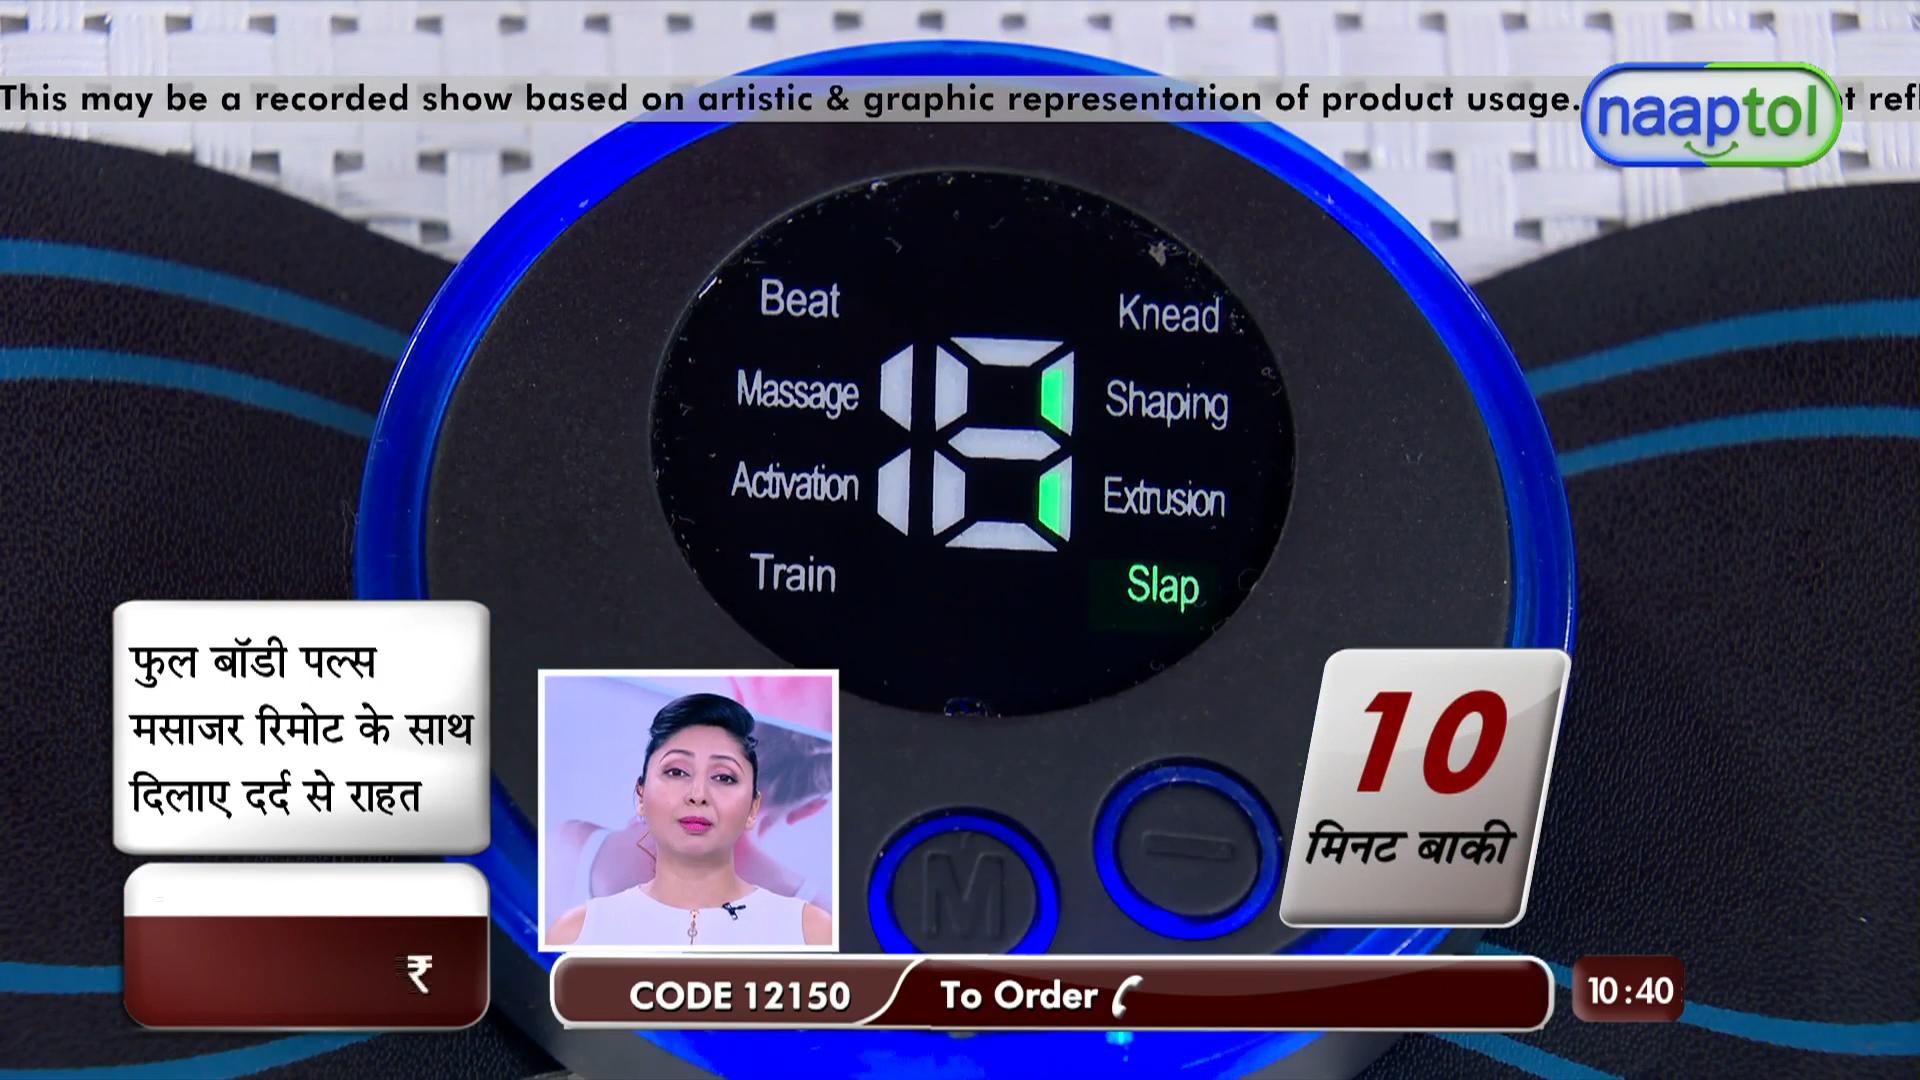 This may be a recorded show based on artistic & graphic representation of product usage.
naaptol
Beat
Knead
Massage
Shaping
Activation
Extrusion
Train
Slap
1
फुल बॉडी पल्स
मसाजर रिमोट के साथ
दिलाए दर्द से राहत
10
मिनट बाकी
M
₹
CODE 12150
To Order
10:40